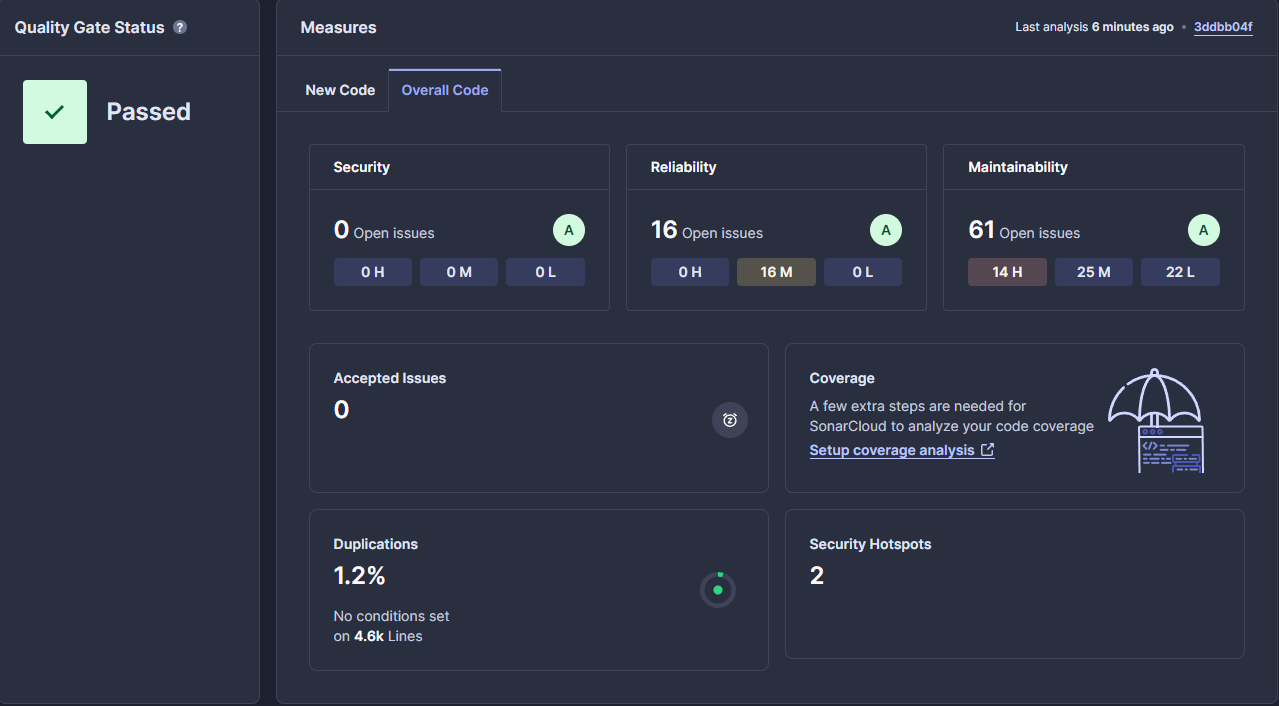 Quality Gate Status ?
Passed
Measures
Last analysis 6 minutes ago • 3ddbb04f
New Code
Overall Code
Security
0 Open issues
A
0 H
0 M
0 L
Reliability
16 Open issues
A
0 H
16 M
0 L
Maintainability
61 Open issues
A
14 H
25 M
22 L
Accepted Issues
0
Coverage
A few extra steps are needed for
SonarCloud to analyze your code coverage
Setup coverage analysis
Duplications
1.2%
No conditions set
on 4.6k Lines
Security Hotspots
2